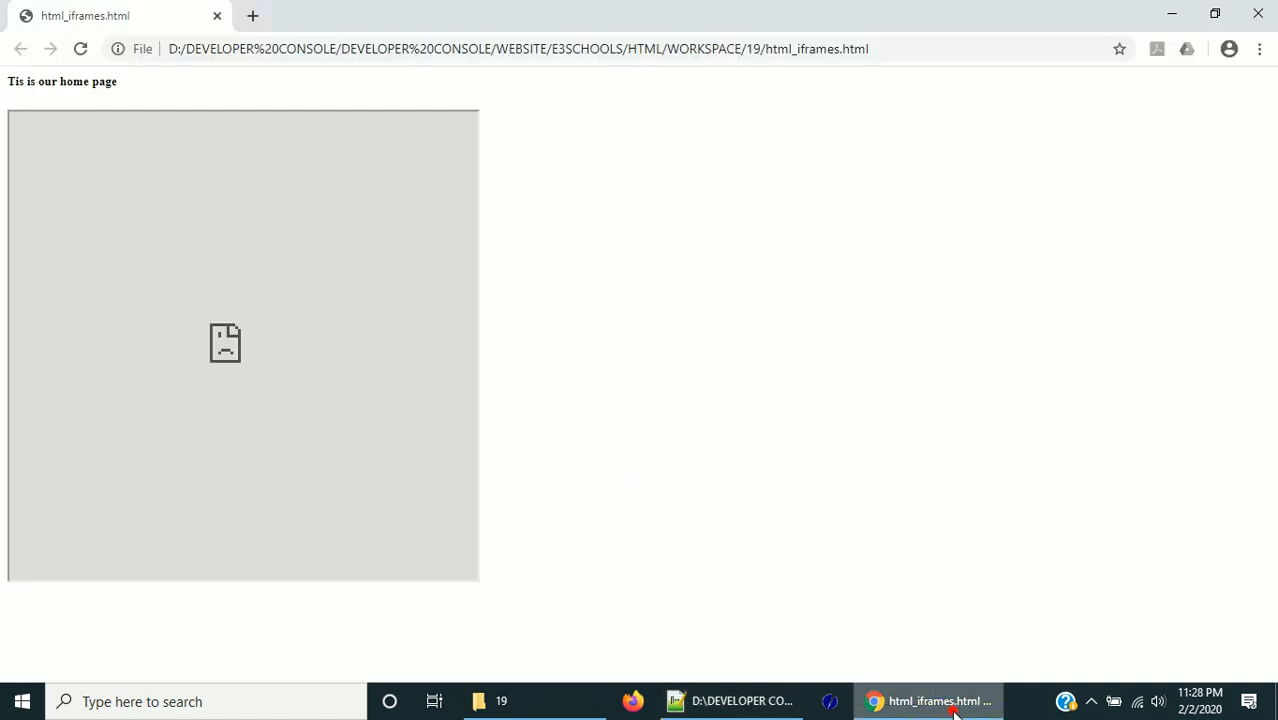 html_iframes.html
File D:/DEVELOPER%20CONSOLE/DEVELOPER%20CONSOLE/WEBSITE/E3SCHOOLS/HTML/WORKSPACE/19/html_iframes.html
Tis is our home page
Type here to search
19
D:\DEVELOPER CO...
html_iframes.html ...
11:28 PM
2/2/2020